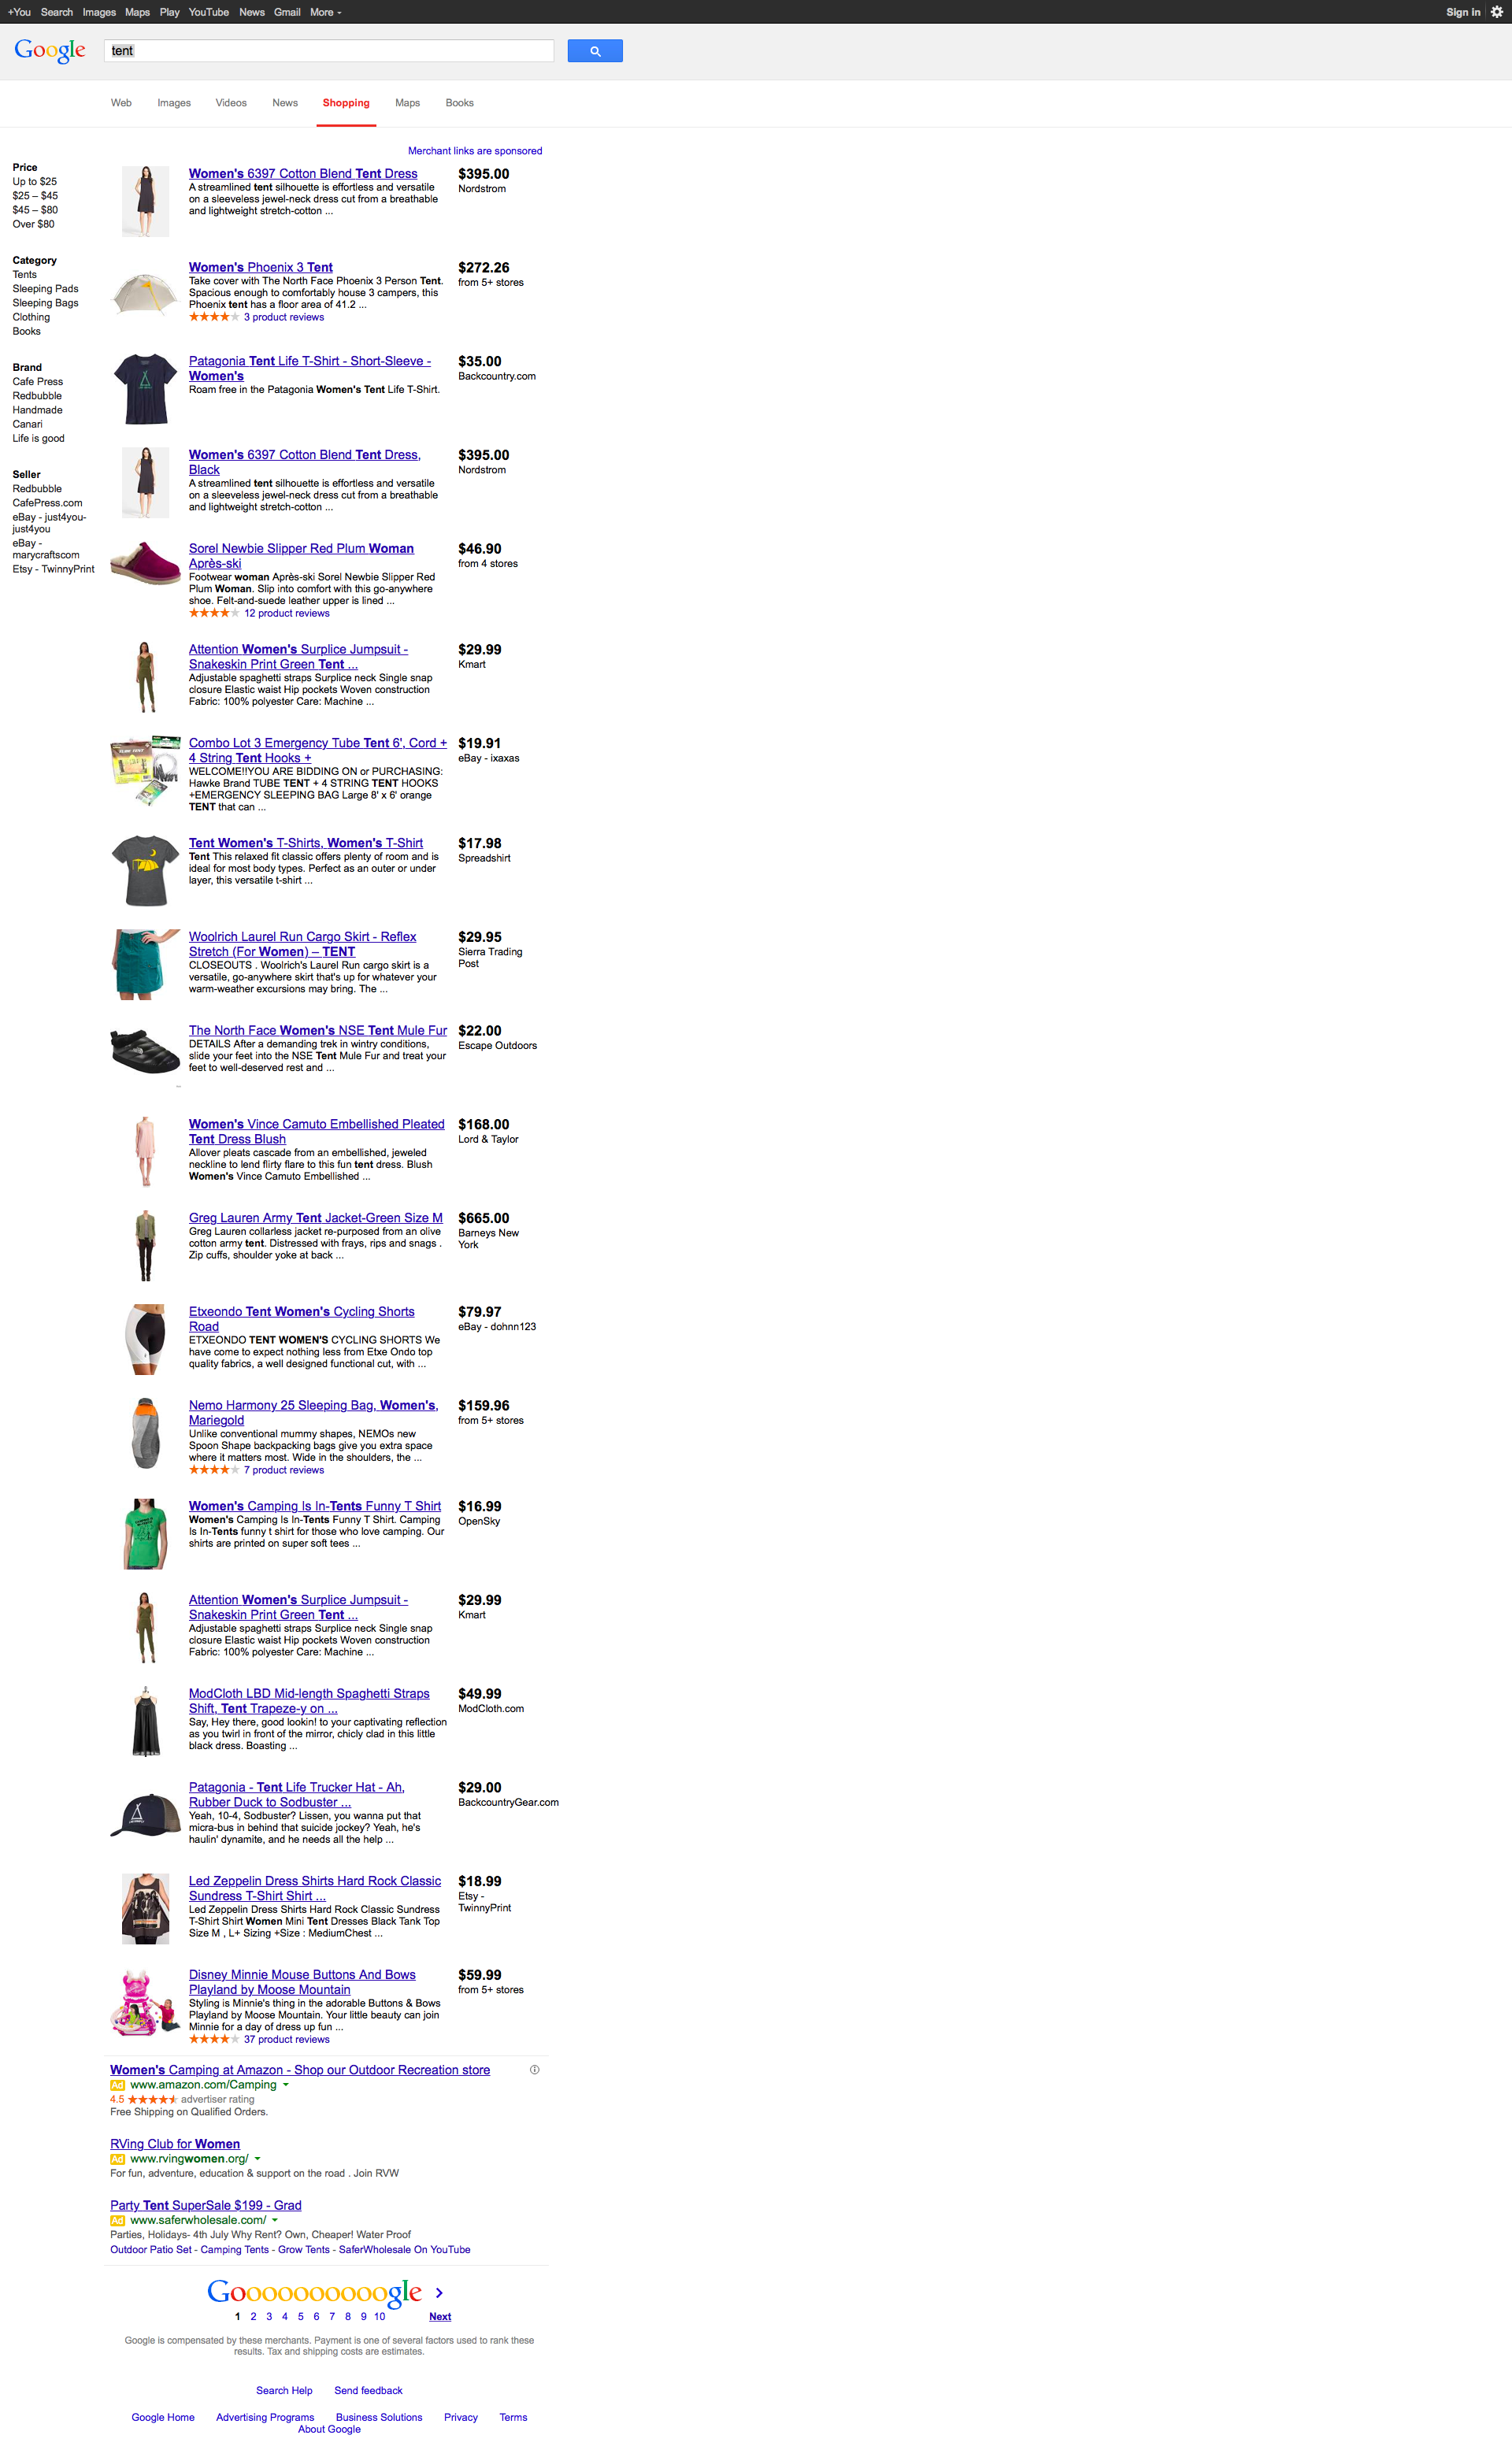 +You Search Images Maps Play YouTube News Gmail More
Sign in
Google
tent
Web Images Videos News Shopping Maps Books
Merchant links are sponsored
Price
Up to $25
$25 – $45
$45 – $80
Over $80
Category
Tents
Sleeping Pads
Sleeping Bags
Clothing
Books
Brand
Cafe Press
Redbubble
Handmade
Canari
Life is good
Seller
Redbubble
CafePress.com
eBay - just4you-
just4you
eBay -
marycraftscom
Etsy - TwinnyPrint
Women's 6397 Cotton Blend Tent Dress
A streamlined tent silhouette is effortless and versatile
on a sleeveless jewel-neck dress cut from a breathable
and lightweight stretch-cotton ...
$395.00
Nordstrom
Women's Phoenix 3 Tent
Take cover with The North Face Phoenix 3 Person Tent.
Spacious enough to comfortably house 3 campers, this
Phoenix tent has a floor area of 41.2 ...
3 product reviews
$272.26
from 5+ stores
Patagonia Tent Life T-Shirt - Short-Sleeve -
Women's
Roam free in the Patagonia Women's Tent Life T-Shirt.
$35.00
Backcountry.com
Women's 6397 Cotton Blend Tent Dress,
Black
A streamlined tent silhouette is effortless and versatile
on a sleeveless jewel-neck dress cut from a breathable
and lightweight stretch-cotton ...
$395.00
Nordstrom
Sorel Newbie Slipper Red Plum Woman
Après-ski
Footwear woman Après-ski Sorel Newbie Slipper Red
Plum Woman. Slip into comfort with this go-anywhere
shoe. Felt-and-suede leather upper is lined ...
12 product reviews
$46.90
from 4 stores
Attention Women's Surplice Jumpsuit -
Snakeskin Print Green Tent ...
Adjustable spaghetti straps Surplice neck Single snap
closure Elastic waist Hip pockets Woven construction
Fabric: 100% polyester Care: Machine ...
$29.99
Kmart
Combo Lot 3 Emergency Tube Tent 6', Cord +
4 String Tent Hooks +
WELCOME!!YOU ARE BIDDING ON or PURCHASING:
Hawke Brand TUBE TENT + 4 STRING TENT HOOKS
+EMERGENCY SLEEPING BAG Large 8' x 6' orange
TENT that can ...
$19.91
eBay - ixaxas
Tent Women's T-Shirts, Women's T-Shirt
Tent This relaxed fit classic offers plenty of room and is
ideal for most body types. Perfect as an outer or under
layer, this versatile t-shirt ...
$17.98
Spreadshirt
Woolrich Laurel Run Cargo Skirt - Reflex
Stretch (For Women) – TENT
CLOSEOUTS . Woolrich's Laurel Run cargo skirt is a
versatile, go-anywhere skirt that's up for whatever your
warm-weather excursions may bring. The ...
$29.95
Sierra Trading
Post
The North Face Women's NSE Tent Mule Fur
DETAILS After a demanding trek in wintry conditions,
slide your feet into the NSE Tent Mule Fur and treat your
feet to well-deserved rest and ...
$22.00
Escape Outdoors
Women's Vince Camuto Embellished Pleated
Tent Dress Blush
Allover pleats cascade from an embellished, jeweled
neckline to lend flirty flare to this fun tent dress. Blush
Women's Vince Camuto Embellished ...
$168.00
Lord & Taylor
Greg Lauren Army Tent Jacket-Green Size M
Greg Lauren collarless jacket re-purposed from an olive
cotton army tent. Distressed with frays, rips and snags .
Zip cuffs, shoulder yoke at back ...
$665.00
Barneys New
York
Etxeondo Tent Women's Cycling Shorts
Road
ETXEONDO TENT WOMEN'S CYCLING SHORTS We
have come to expect nothing less from Etxe Ondo top
quality fabrics, a well designed functional cut, with ...
$79.97
eBay - dohnn123
Nemo Harmony 25 Sleeping Bag, Women's,
Mariegold
Unlike conventional mummy shapes, NEMOs new
Spoon Shape backpacking bags give you extra space
where it matters most. Wide in the shoulders, the ...
7 product reviews
$159.96
from 5+ stores
Women's Camping Is In-Tents Funny T Shirt
Women's Camping Is In-Tents Funny T Shirt. Camping
Is In-Tents funny t shirt for those who love camping. Our
shirts are printed on super soft tees ...
$16.99
OpenSky
Attention Women's Surplice Jumpsuit -
Snakeskin Print Green Tent ...
Adjustable spaghetti straps Surplice neck Single snap
closure Elastic waist Hip pockets Woven construction
Fabric: 100% polyester Care: Machine ...
$29.99
Kmart
ModCloth LBD Mid-length Spaghetti Straps
Shift, Tent Trapeze-y on ...
Say, Hey there, good lookin! to your captivating reflection
as you twirl in front of the mirror, chicly clad in this little
black dress. Boasting ...
$49.99
ModCloth.com
Patagonia - Tent Life Trucker Hat - Ah,
Rubber Duck to Sodbuster ...
Yeah, 10-4, Sodbuster? Lissen, you wanna put that
micra-bus in behind that suicide jockey? Yeah, he's
haulin' dynamite, and he needs all the help ...
$29.00
BackcountryGear.com
Led Zeppelin Dress Shirts Hard Rock Classic
Sundress T-Shirt Shirt ...
Led Zeppelin Dress Shirts Hard Rock Classic Sundress
T-Shirt Shirt Women Mini Tent Dresses Black Tank Top
Size M , L+ Sizing +Size : MediumChest ...
$18.99
Etsy -
TwinnyPrint
Disney Minnie Mouse Buttons And Bows
Playland by Moose Mountain
Styling is Minnie's thing in the adorable Buttons & Bows
Playland by Moose Mountain. Your little beauty can join
Minnie for a day of dress up fun ...
37 product reviews
$59.99
from 5+ stores
Women's Camping at Amazon - Shop our Outdoor Recreation store
Ad www.amazon.com/Camping
4.5 advertiser rating
Free Shipping on Qualified Orders.
RVing Club for Women
Ad www.rvingwomen.org/
For fun, adventure, education & support on the road . Join RVW
Party Tent SuperSale $199 - Grad
Ad www.saferwholesale.com/
Parties, Holidays- 4th July Why Rent? Own, Cheaper! Water Proof
Outdoor Patio Set - Camping Tents - Grow Tents - SaferWholesale On YouTube
Goooooooooogle
1 2 3 4 5 6 7 8 9 10 Next
Google is compensated by these merchants. Payment is one of several factors used to rank these
results. Tax and shipping costs are estimates.
Search Help Send feedback
Google Home Advertising Programs Business Solutions Privacy Terms
About Google